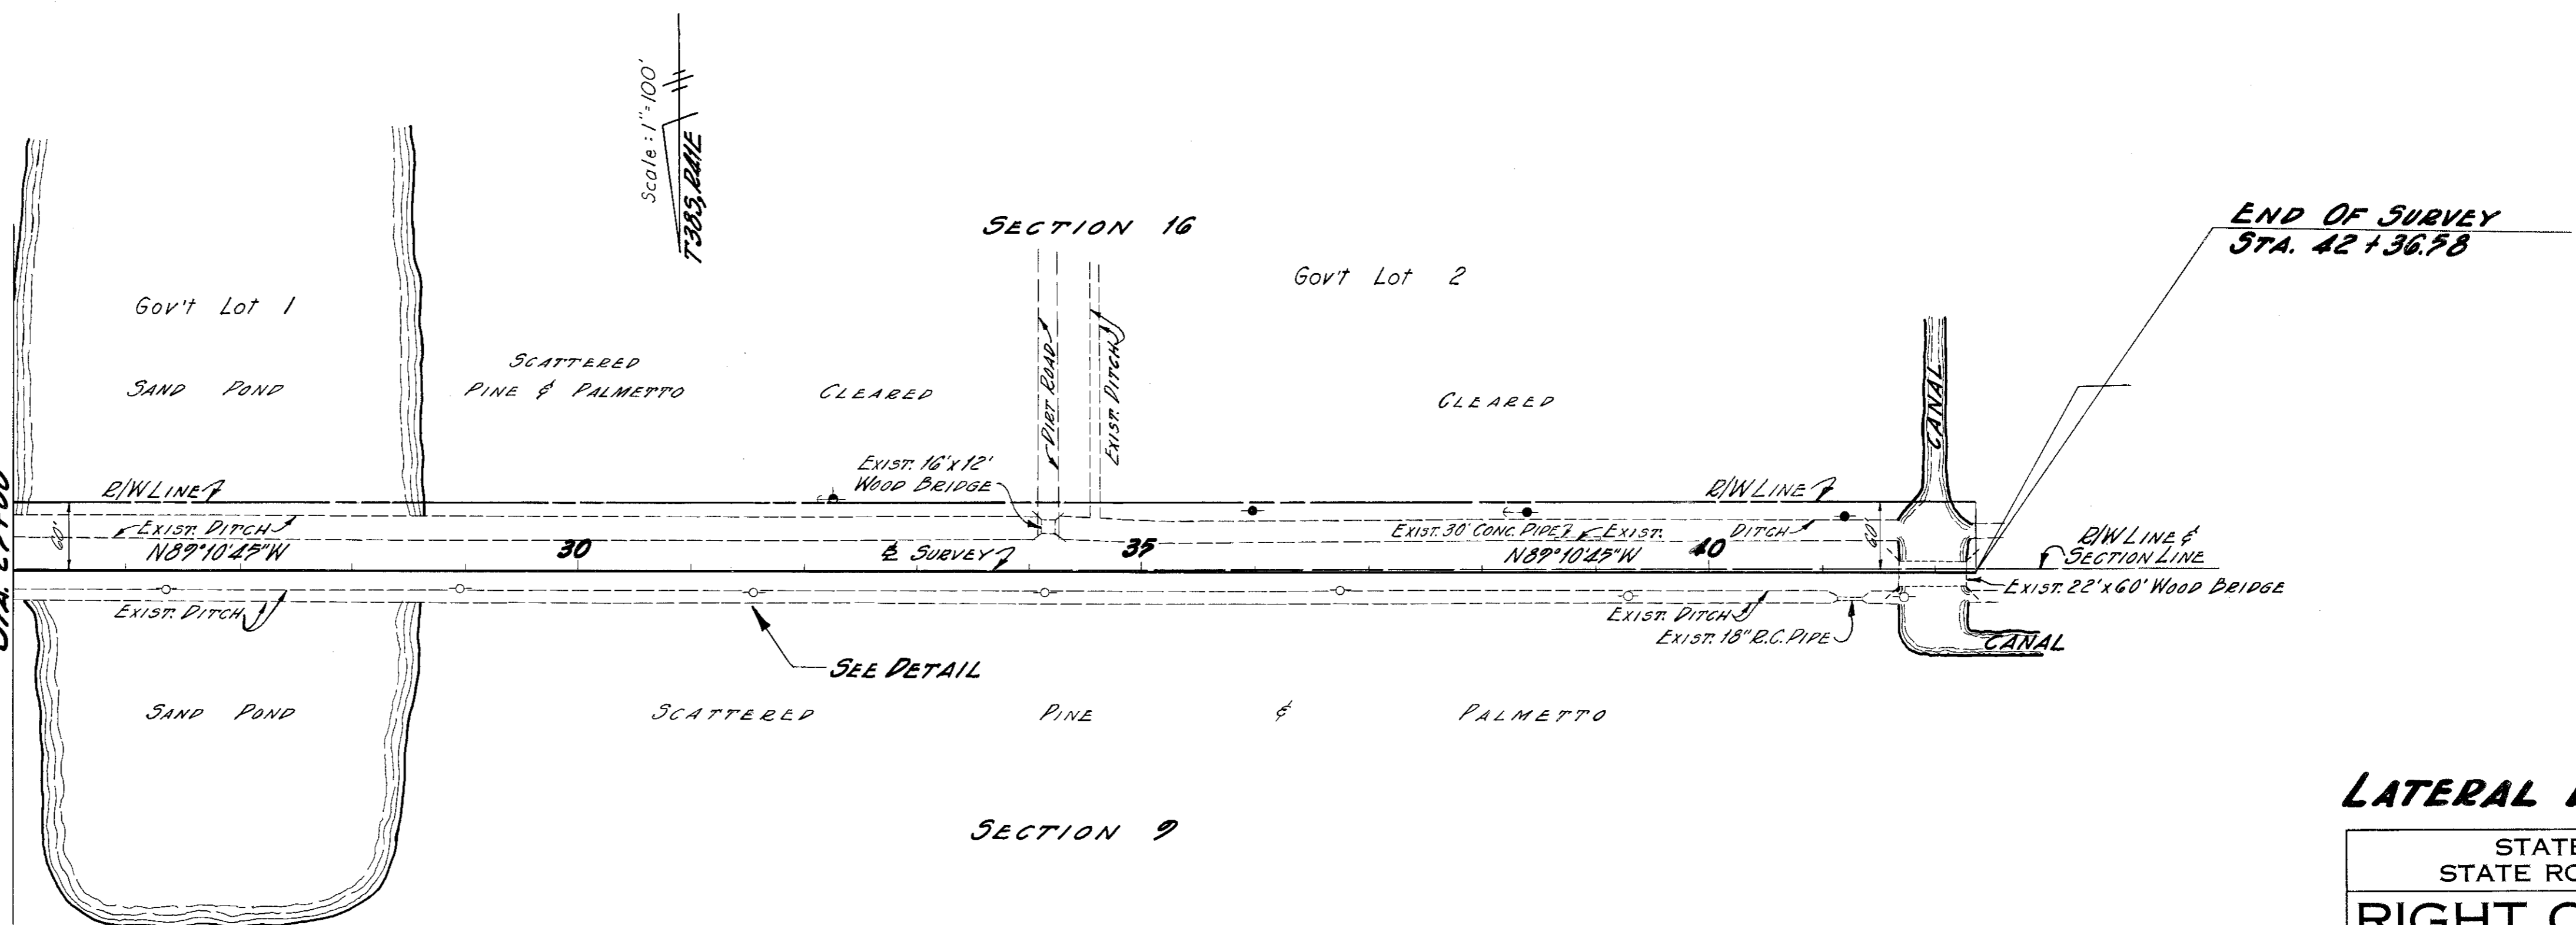 Scale: 1"=100'
T38S, R41E
SECTION 16
END OF SURVEY
STA. 42+36.58
Gov't Lot 1
Gov't Lot 2
SAND POND
SCATTERED
PINE & PALMETTO
CLEARED
DIRT ROAD
EXIST. DITCH
CLEARED
CANAL
EXIST. 16'x12'
WOOD BRIDGE
R/W LINE
R/W LINE
60'
EXIST. DITCH
N89°10'45"W
30
℄ SURVEY
35
EXIST. 30' CONC. PIPE
EXIST. DITCH
N89°10'45"W
40
60'
R/W LINE &
SECTION LINE
EXIST. 22'x60' WOOD BRIDGE
EXIST. DITCH
EXIST. DITCH
EXIST. 18" R.C. PIPE
CANAL
SEE DETAIL
SAND POND
SCATTERED PINE & PALMETTO
SECTION 9
LATERAL
STATE
STATE
RIGHT